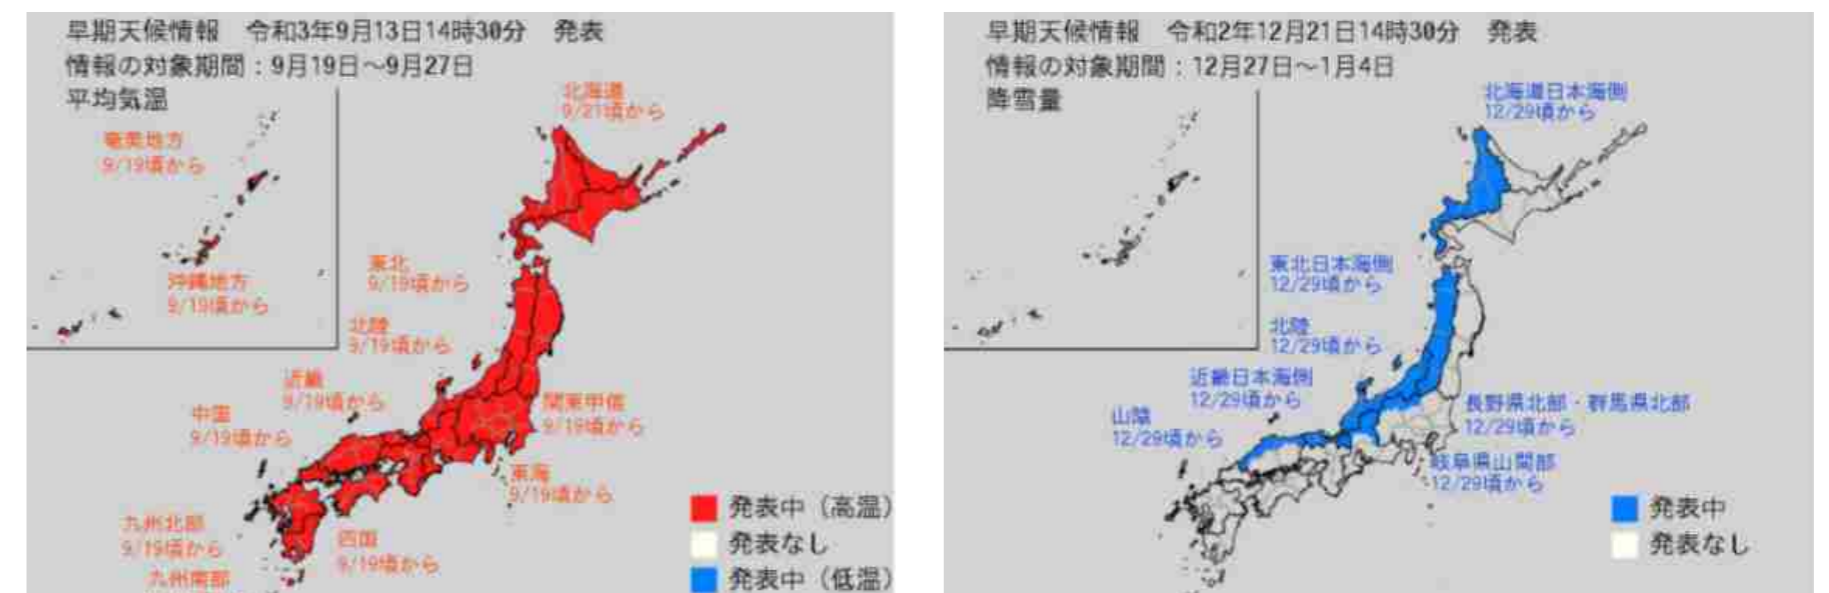 早期天候情報　令和3年9月13日14時30分　発表
情報の対象期間：9月19日～9月27日
平均気温
北海道
9/21頃から
奄美地方
9/19頃から
沖縄地方
9/19頃から
東北
9/19頃から
北陸
9/19頃から
近畿
9/19頃から
中国
9/19頃から
関東甲信
9/19頃から
東海
9/19頃から
九州北部
9/19頃から
四国
9/19頃から
九州南部
発表中（高温）
発表なし
発表中（低温）
早期天候情報　令和2年12月21日14時30分　発表
情報の対象期間：12月27日～1月4日
降雪量
北海道日本海側
12/29頃から
東北日本海側
12/29頃から
北陸
12/29頃から
近畿日本海側
12/29頃から
山陰
12/29頃から
長野県北部・群馬県北部
12/29頃から
岐阜県山間部
12/29頃から
発表中
発表なし